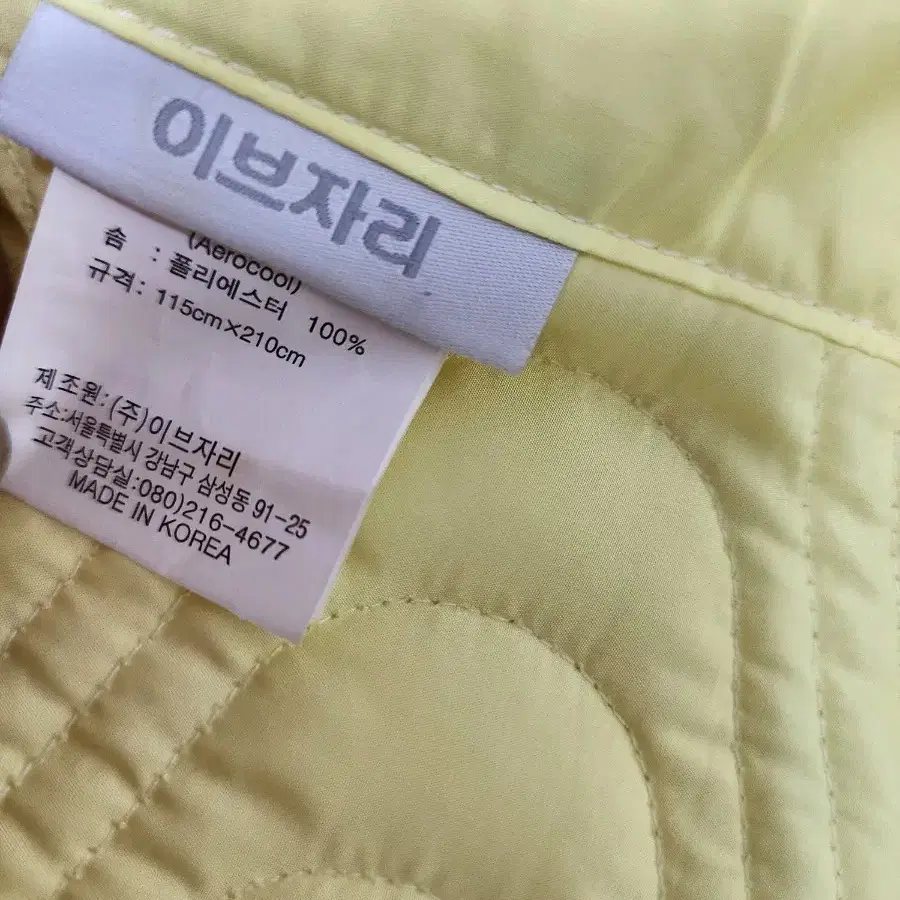 이브자리
(Aerocool)
솜 : 폴리에스터 100%
규격: 115cm×210cm
제조원:(주)이브자리
주소:서울특별시 강남구 삼성동 91-25
고객상담실:080)216-4677
MADE IN KOREA